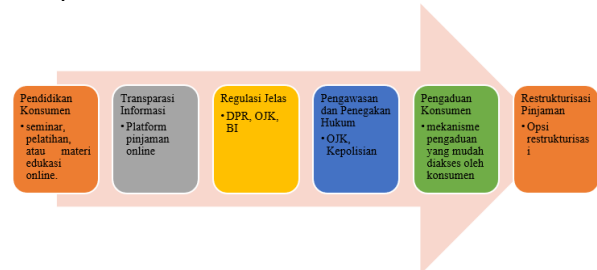 Pendidikan
Konsumen
• seminar,
pelatihan,
atau materi
edukasi
online.
Transparasi
Informasi
• Platform
pinjaman
online
Regulasi Jelas
• DPR, OJK,
BI
Pengawasan
dan Penegakan
Hukum
• OJK,
Kepolisian
Pengaduan
Konsumen
• mekanisme
pengaduan
yang mudah
diakses oleh
konsumen
Restrukturisasi
Pinjaman
• Opsi
restrukturisas
i